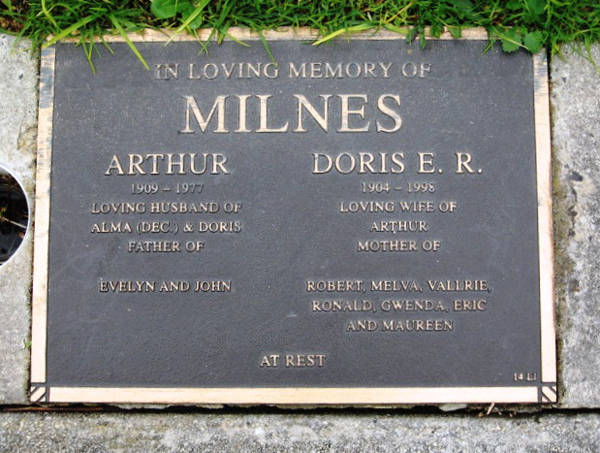 IN LOVING MEMORY OF
MILNES
ARTHUR
1909 – 1977
LOVING HUSBAND OF
ALMA (DEC.) & DORIS
FATHER OF
EVELYN AND JOHN
DORIS E. R.
1904 – 1998
LOVING WIFE OF
ARTHUR
MOTHER OF
ROBERT, MELVA, VALLRIE,
RONALD, GWENDA, ERIC
AND MAUREEN
AT REST
14 L1